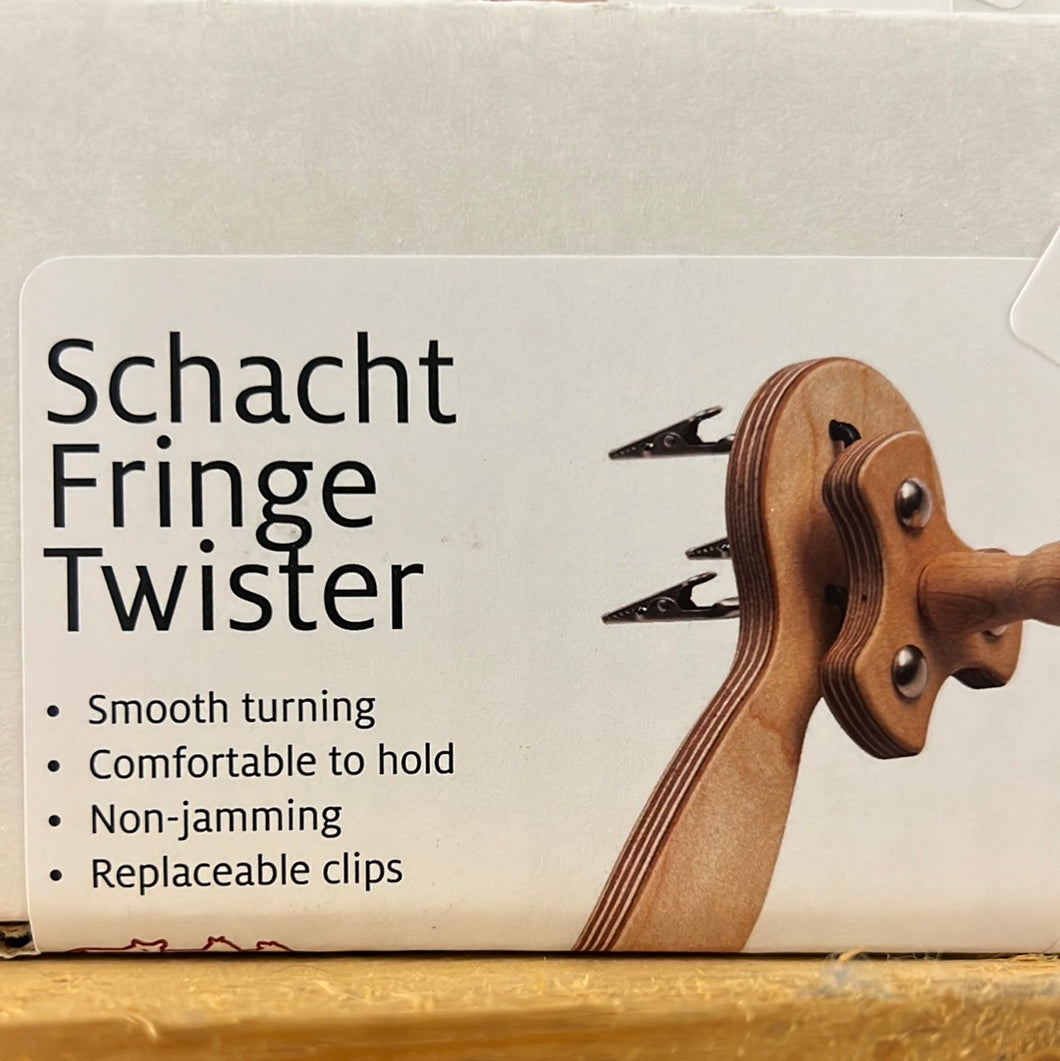 Schacht
Fringe
Twister
• Smooth turning
• Comfortable to hold
• Non-jamming
• Replaceable clips